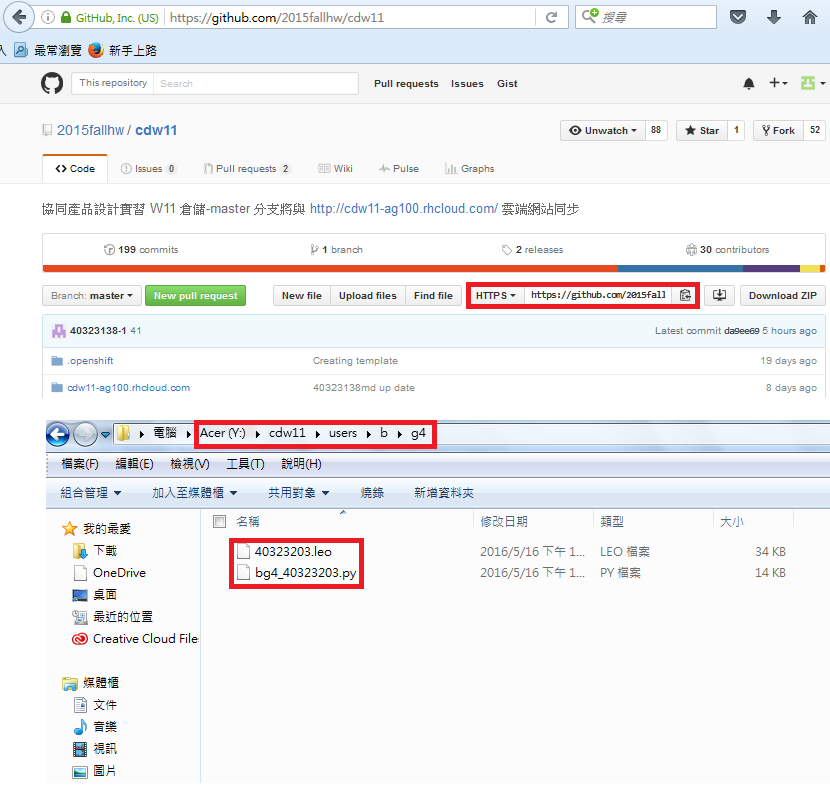 GitHub, Inc. (US) https://github.com/2015fallhw/cdw11 搜尋
入 最常瀏覽 新手上路
This repository Search Pull requests Issues Gist
2015fallhw / cdw11 Unwatch 88 Star 1 Fork 52
Code Issues 0 Pull requests 2 Wiki Pulse Graphs
協同產品設計實習 W11 倉儲-master 分支將與 http://cdw11-ag100.rhcloud.com/ 雲端網站同步
199 commits 1 branch 2 releases 30 contributors
Branch: master New pull request New file Upload files Find file HTTPS https://github.com/2015fall Download ZIP
40323138-1 41 Latest commit da9ee69 5 hours ago
.openshift Creating template 19 days ago
cdw11-ag100.rhcloud.com 40323138md up date 8 days ago
電腦 Acer (Y:) cdw11 users b g4
檔案(F) 編輯(E) 檢視(V) 工具(T) 說明(H)
組合管理 加入至媒體櫃 共用對象 燒錄 新增資料夾
我的最愛 名稱 修改日期 類型 大小
下載 40323203.leo 2016/5/16 下午 1... LEO 檔案 34 KB
OneDrive bg4_40323203.py 2016/5/16 下午 1... PY 檔案 14 KB
桌面
最近的位置
Creative Cloud Files
媒體櫃
文件
音樂
視訊
圖片